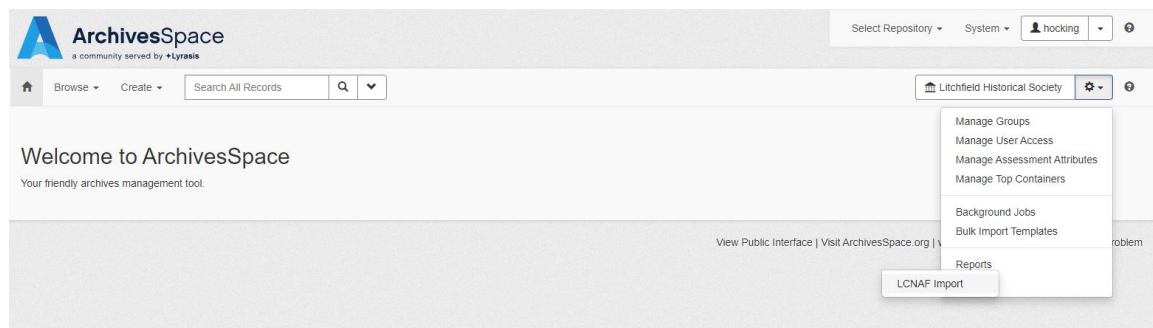 ArchivesSpace
a community served by +Lyrasis
Select Repository
System
hocking
Browse
Create
Search All Records
Litchfield Historical Society
Manage Groups
Manage User Access
Manage Assessment Attributes
Manage Top Containers
Background Jobs
Bulk Import Templates
Reports
LCNAF Import
Welcome to ArchivesSpace
Your friendly archives management tool.
View Public Interface | Visit ArchivesSpace.org |